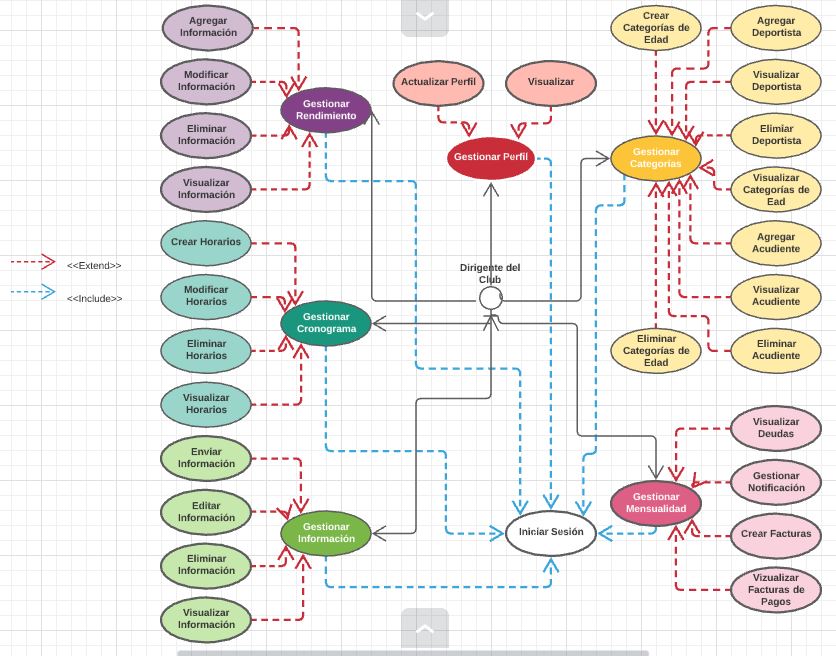 Agregar
Información
Modificar
Información
Eliminar
Información
Visualizar
Información
Gestionar
Rendimiento
Actualizar Perfil
Visualizar
Gestionar Perfil
Crear
Categorías de
Edad
Agregar
Deportista
Visualizar
Deportista
Elimiar
Deportista
Visualizar
Categorías de
Ead
Gestionar
Categorías
Agregar
Acudiente
Visualizar
Acudiente
Eliminar
Acudiente
Eliminar
Categorías de
Edad
<<Extend>>
<<Include>>
Crear Horarios
Modificar
Horarios
Eliminar
Horarios
Visualizar
Horarios
Gestionar
Cronograma
Dirigente del
Club
Enviar
Información
Editar
Información
Eliminar
Información
Visualizar
Información
Gestionar
Información
Iniciar Sesión
Gestionar
Mensualidad
Visualizar
Deudas
Gestionar
Notificación
Crear Facturas
Vizualizar
Facturas de
Pagos